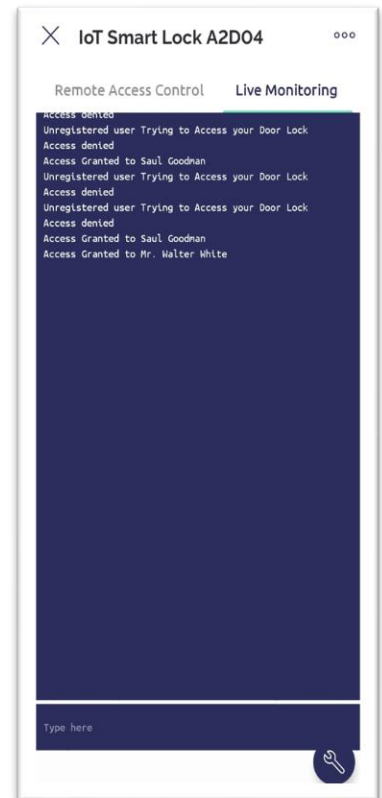 IoT Smart Lock A2D04
Remote Access Control
Live Monitoring
Access denied
Unregistered user Trying to Access your Door Lock
Access denied
Access Granted to Saul Goodman
Unregistered user Trying to Access your Door Lock
Access denied
Unregistered user Trying to Access your Door Lock
Access denied
Access Granted to Saul Goodman
Access Granted to Mr. Walter White
Type here